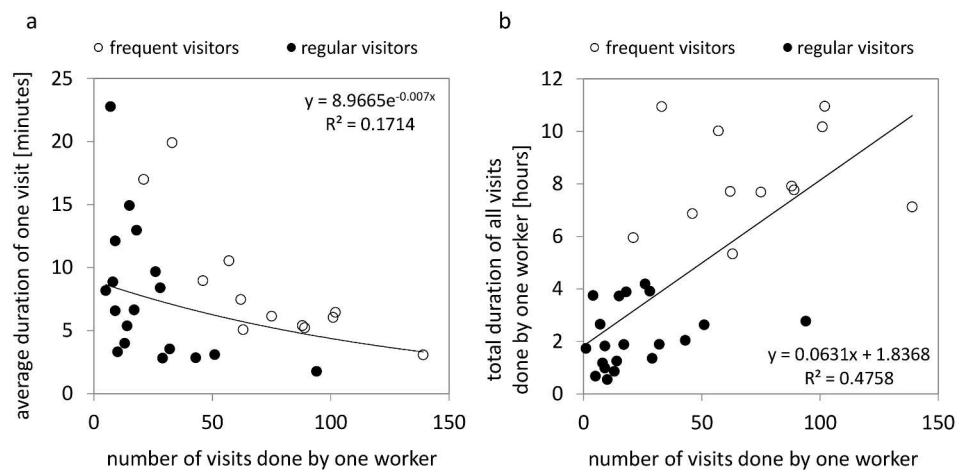 a
○ frequent visitors ● regular visitors
25
20
15
10
5
0
average duration of one visit [minutes]
y = 8.9665e^-0.007x
R² = 0.1714
0 50 100 150
number of visits done by one worker
b
○ frequent visitors ● regular visitors
12
10
8
6
4
2
0
total duration of all visits
done by one worker [hours]
y = 0.0631x + 1.8368
R² = 0.4758
0 50 100 150
number of visits done by one worker